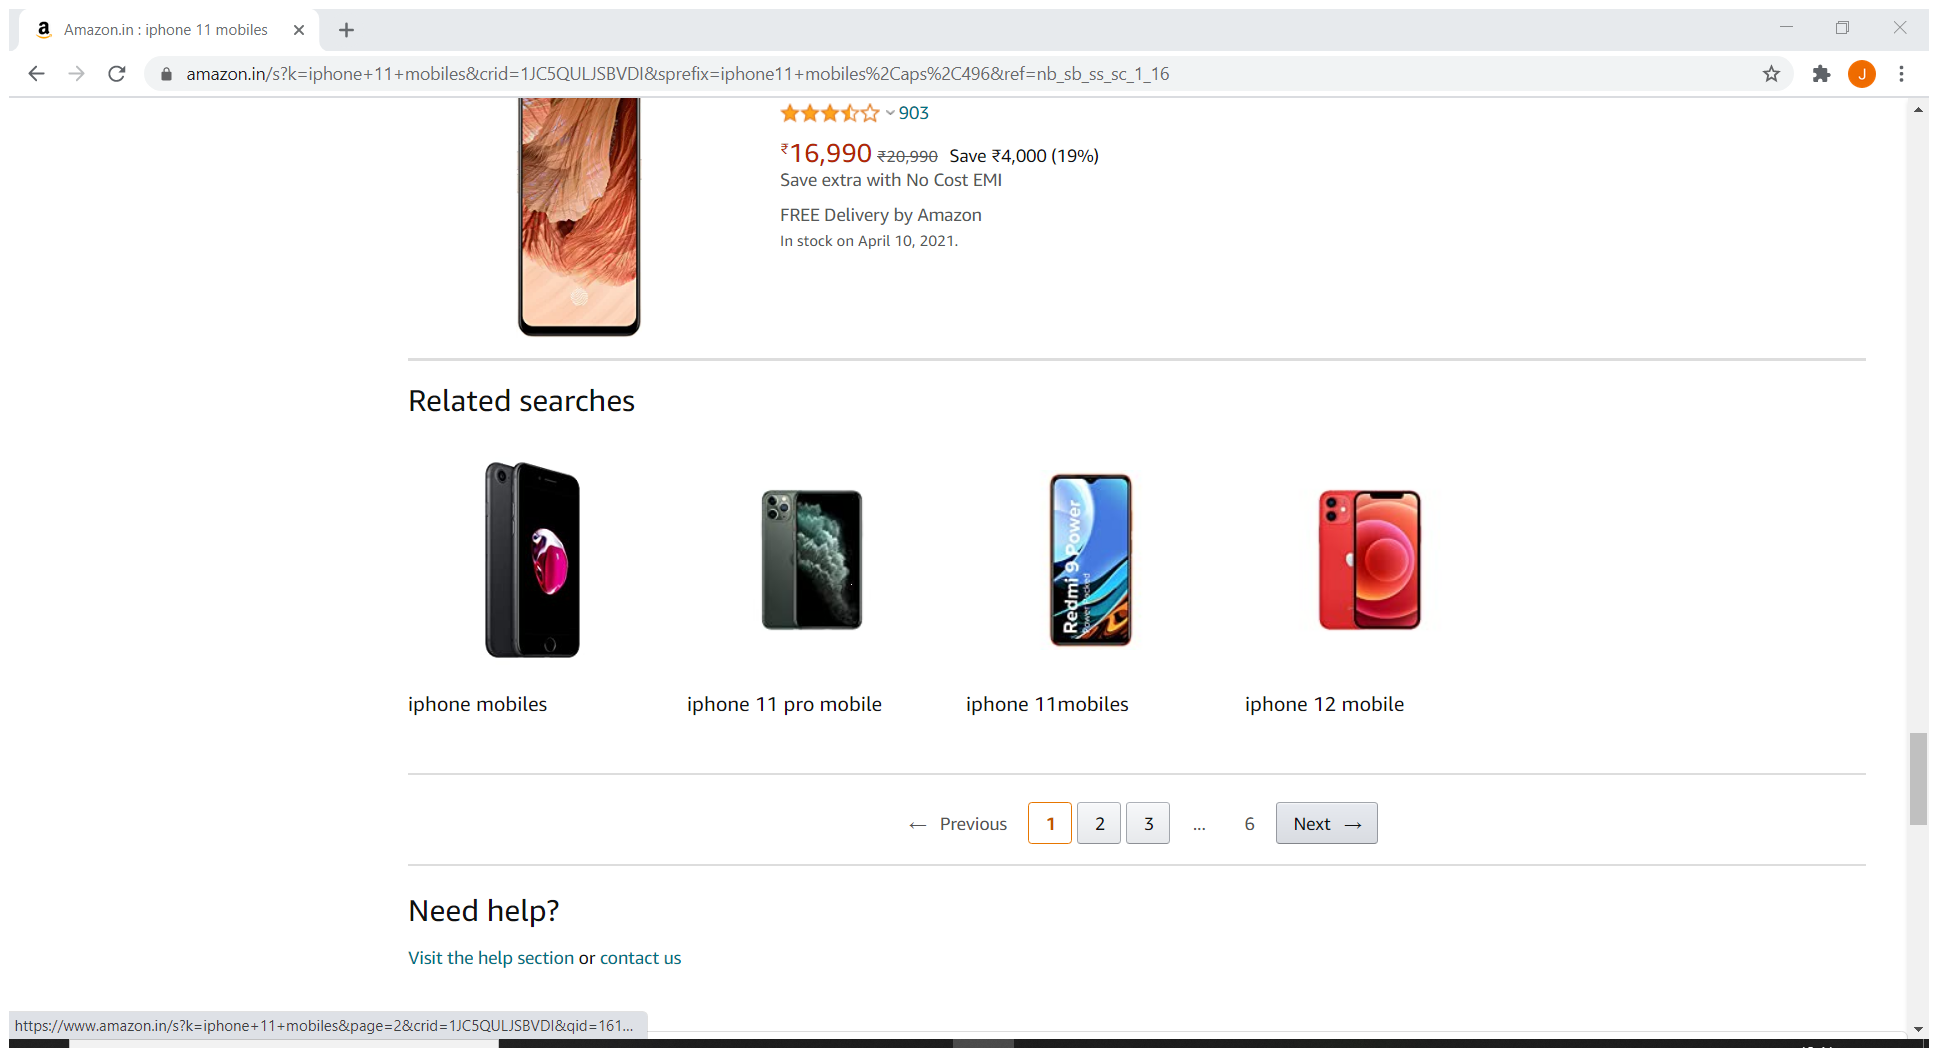 Amazon.in : iphone 11 mobiles
amazon.in/s?k=iphone+11+mobiles&crid=1JC5QULJSBVDI&sprefix=iphone11+mobiles%2Caps%2C496&ref=nb_sb_ss_sc_1_16
J
903
₹16,990 ₹20,990 Save ₹4,000 (19%)
Save extra with No Cost EMI
FREE Delivery by Amazon
In stock on April 10, 2021.
Related searches
Redmi 9 Power
Power Packed
iphone mobiles
iphone 11 pro mobile
iphone 11mobiles
iphone 12 mobile
← Previous 1 2 3 ... 6 Next →
Need help?
Visit the help section or contact us
https://www.amazon.in/s?k=iphone+11+mobiles&page=2&crid=1JC5QULJSBVDI&qid=161...